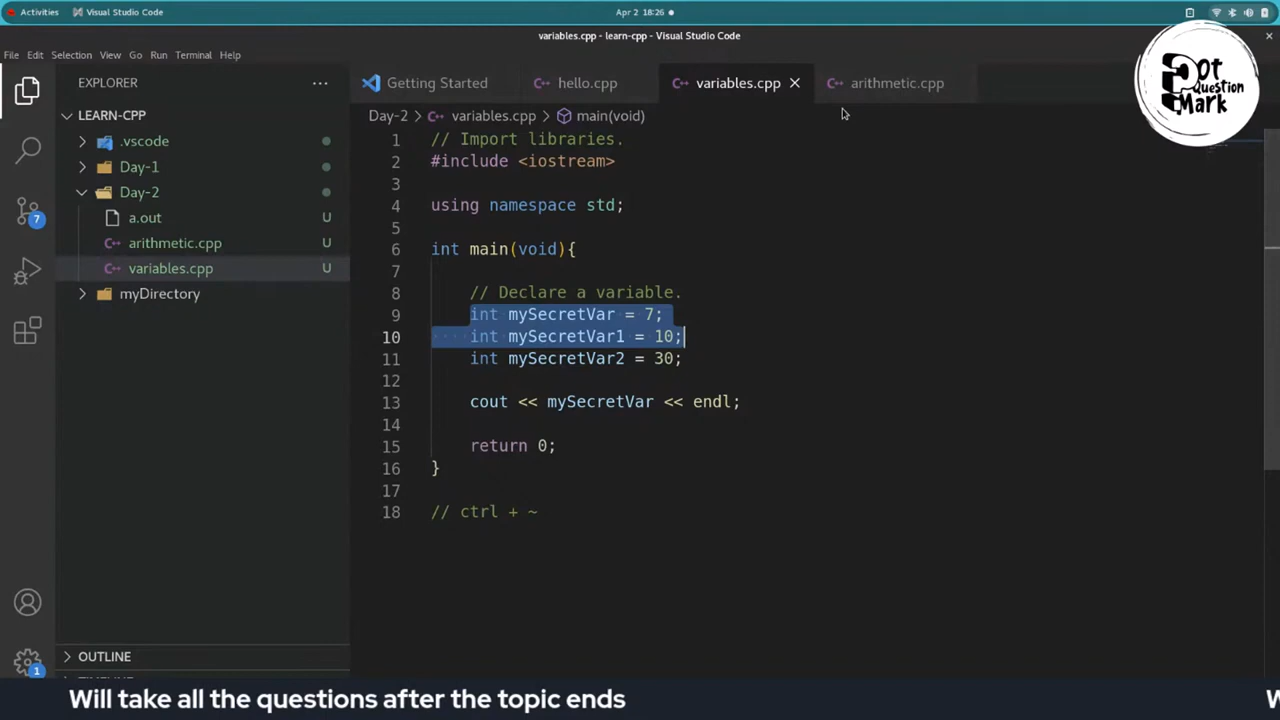 Activities Visual Studio Code Apr 2 18:26
variables.cpp - learn-cpp - Visual Studio Code
File Edit Selection View Go Run Terminal Help
EXPLORER
Getting Started hello.cpp variables.cpp arithmetic.cpp
Dot Question Mark
LEARN-CPP
.vscode
Day-1
Day-2
a.out U
arithmetic.cpp U
variables.cpp U
myDirectory
7
OUTLINE
1
Day-2 > variables.cpp > main(void)
1 // Import libraries.
2 #include <iostream>
3
4 using namespace std;
5
6 int main(void){
7
8 // Declare a variable.
9 int mySecretVar = 7;
10 int mySecretVar1 = 10;
11 int mySecretVar2 = 30;
12
13 cout << mySecretVar << endl;
14
15 return 0;
16 }
17
18 // ctrl + ~
Will take all the questions after the topic ends